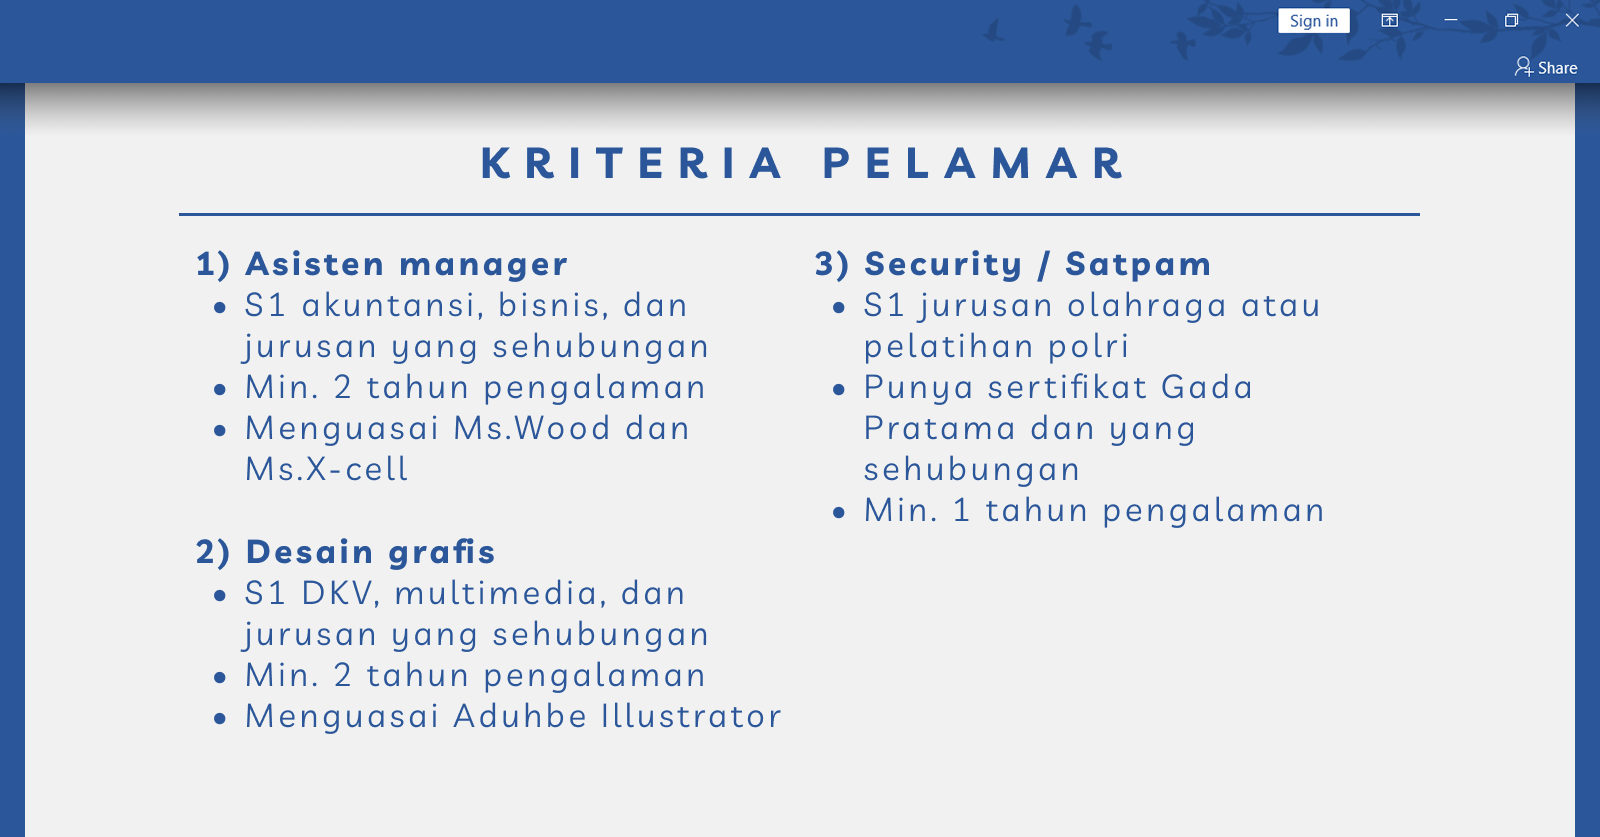 Sign in
Share
KRITERIA PELAMAR
1) Asisten manager
• S1 akuntansi, bisnis, dan
jurusan yang sehubungan
• Min. 2 tahun pengalaman
• Menguasai Ms.Wood dan
Ms.X-cell
2) Desain grafis
• S1 DKV, multimedia, dan
jurusan yang sehubungan
• Min. 2 tahun pengalaman
• Menguasai Aduhbe Illustrator
3) Security / Satpam
• S1 jurusan olahraga atau
pelatihan polri
• Punya sertifikat Gada
Pratama dan yang
sehubungan
• Min. 1 tahun pengalaman